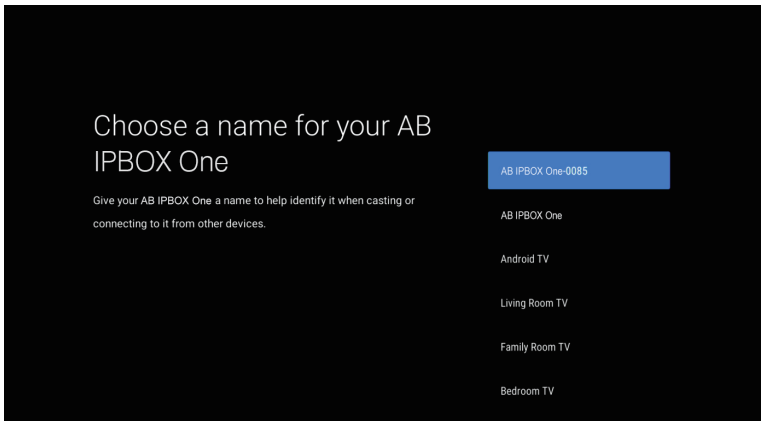 Choose a name for your AB
IPBOX One
Give your AB IPBOX One a name to help identify it when casting or
connecting to it from other devices.
AB IPBOX One-0085
AB IPBOX One
Android TV
Living Room TV
Family Room TV
Bedroom TV